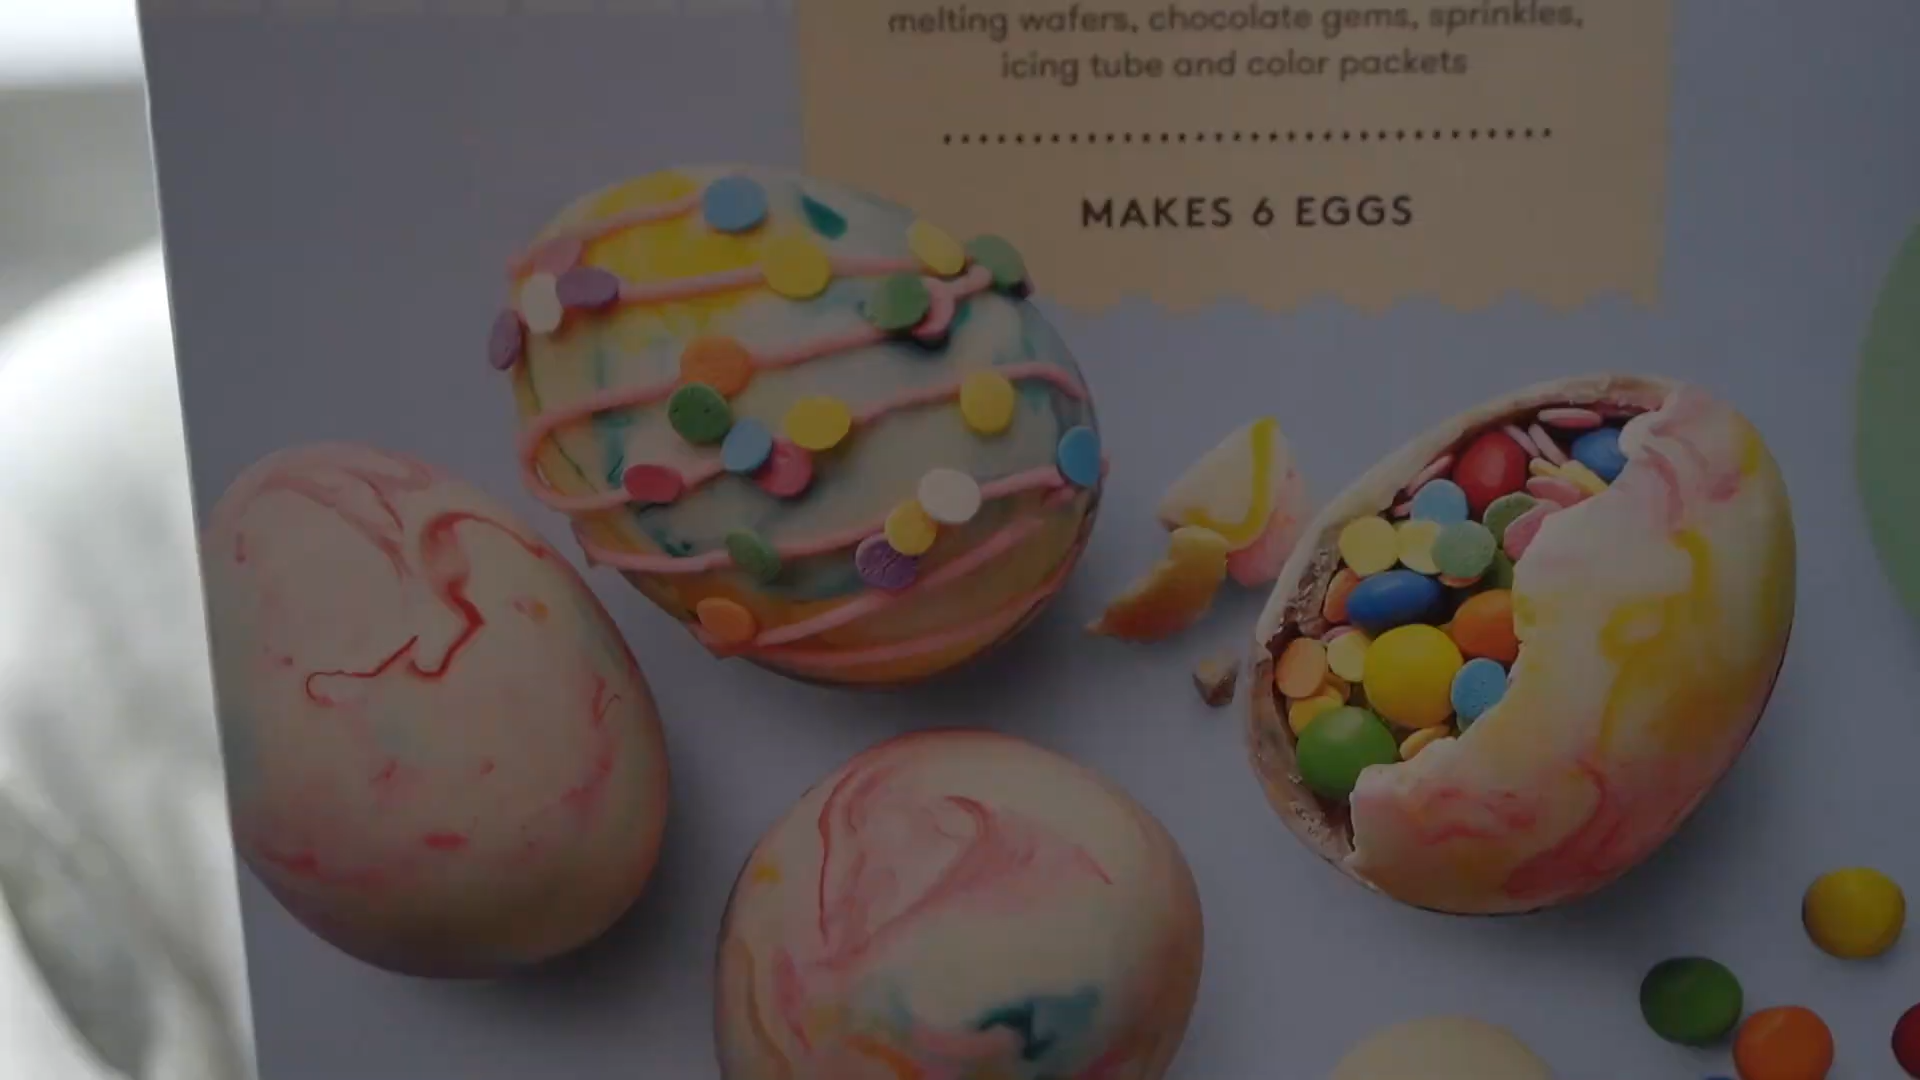 melting wafers, chocolate gems, sprinkles,
icing tube and color packets
MAKES 6 EGGS